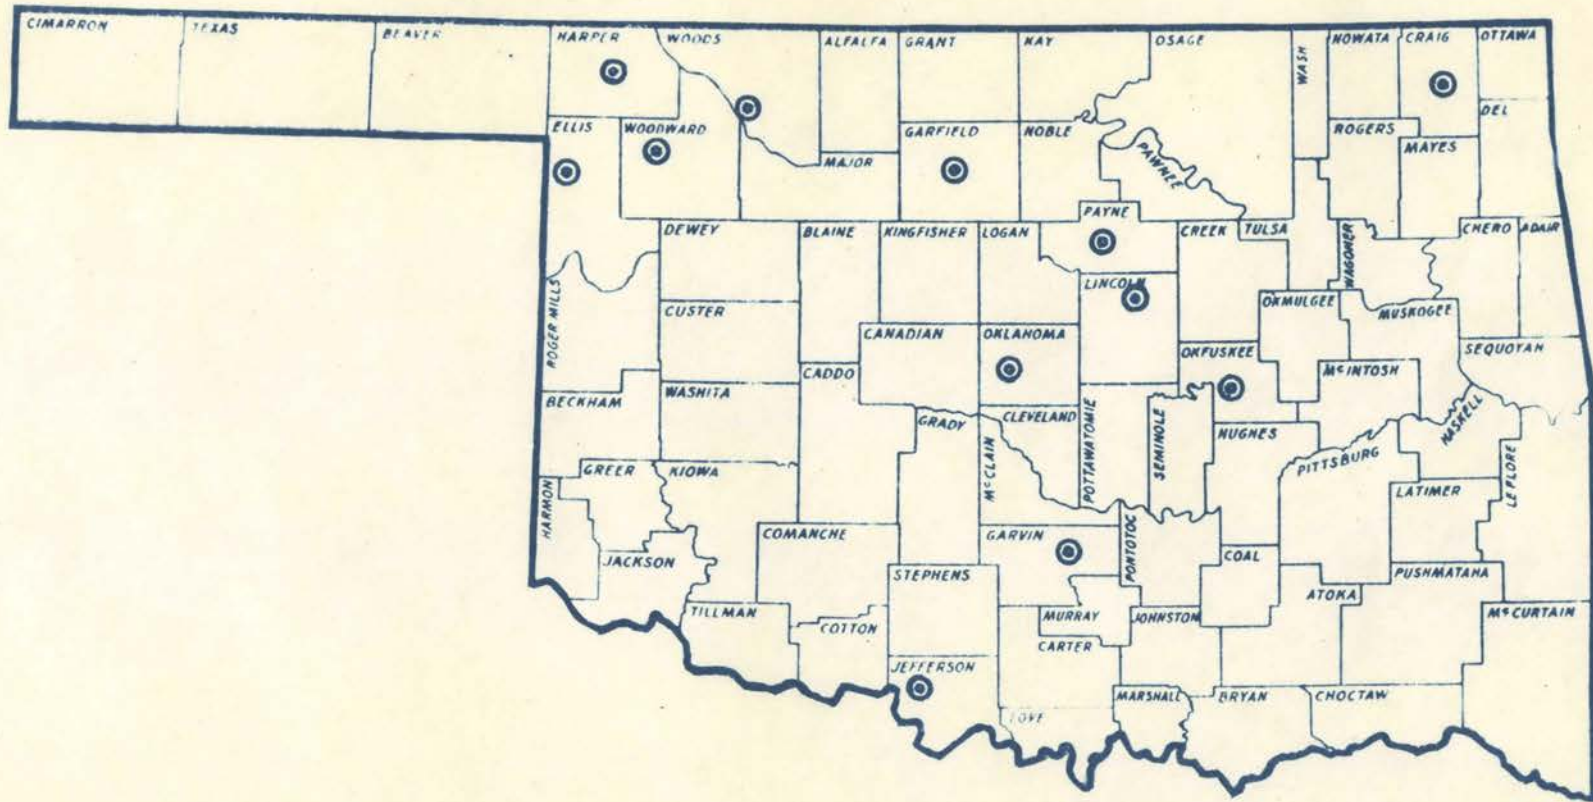 CIMARRON
TEXAS
BEAVER
HARPER
WOODS
ALFALFA
GRANT
KAY
OSAGE
WASH
NOWATA
CRAIG
OTTAWA
DEL
ELLIS
WOODWARD
MAJOR
GARFIELD
NOBLE
PAWNEE
ROGERS
MAYES
DEWEY
BLAINE
KINGFISHER
LOGAN
PAYNE
CREEK
TULSA
WAGONER
CHERO
ADAIR
ROGER MILLS
CUSTER
CANADIAN
OKLAHOMA
LINCOLN
OKMULGEE
MUSKOGEE
OKFUSKEE
SEQUOYAH
BECKHAM
WASHITA
CADDO
GRADY
CLEVELAND
McCLAIN
POTTAWATOMIE
SEMINOLE
HUGHES
McINTOSH
HASKELL
PITTSBURG
LATIMER
LE FLORE
HARMON
GREER
KIOWA
JACKSON
COMANCHE
STEPHENS
GARVIN
PONTOTOC
COAL
ATOKA
PUSHMATAHA
McCURTAIN
TILLMAN
COTTON
JEFFERSON
MURRAY
CARTER
JOHNSTON
LOVE
MARSHALL
BRYAN
CHOCTAW